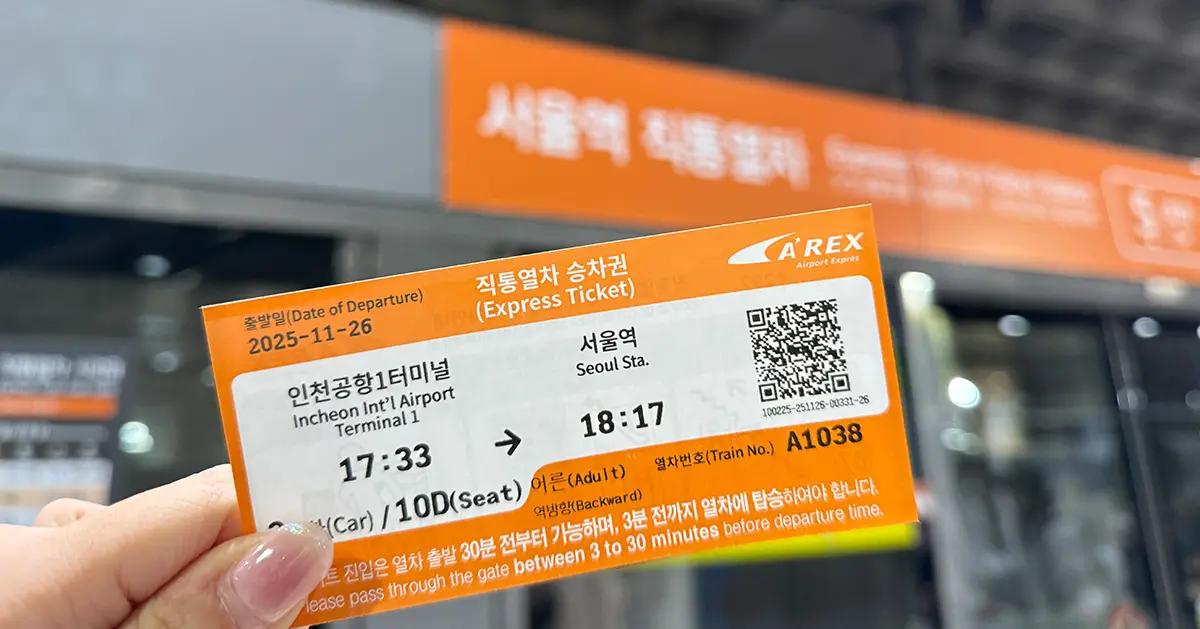 서울역 직통열차
A'REX
Airport Expres
직통열차 승차권
(Express Ticket)
출발일(Date of Departure)
2025-11-26
인천공항1터미널
Incheon Int'l Airport
Terminal 1
17:33
→
서울역
Seoul Sta.
18:17
100225-251126-00331-26
(Car) / 10D(Seat)
어른(Adult)
역방향(Backward)
열차번호(Train No.) A1038
진입은 열차 출발 30분 전부터 가능하며, 3분 전까지 열차에 탑승하여야 합니다.
lease pass through the gate between 3 to 30 minutes before departure time.